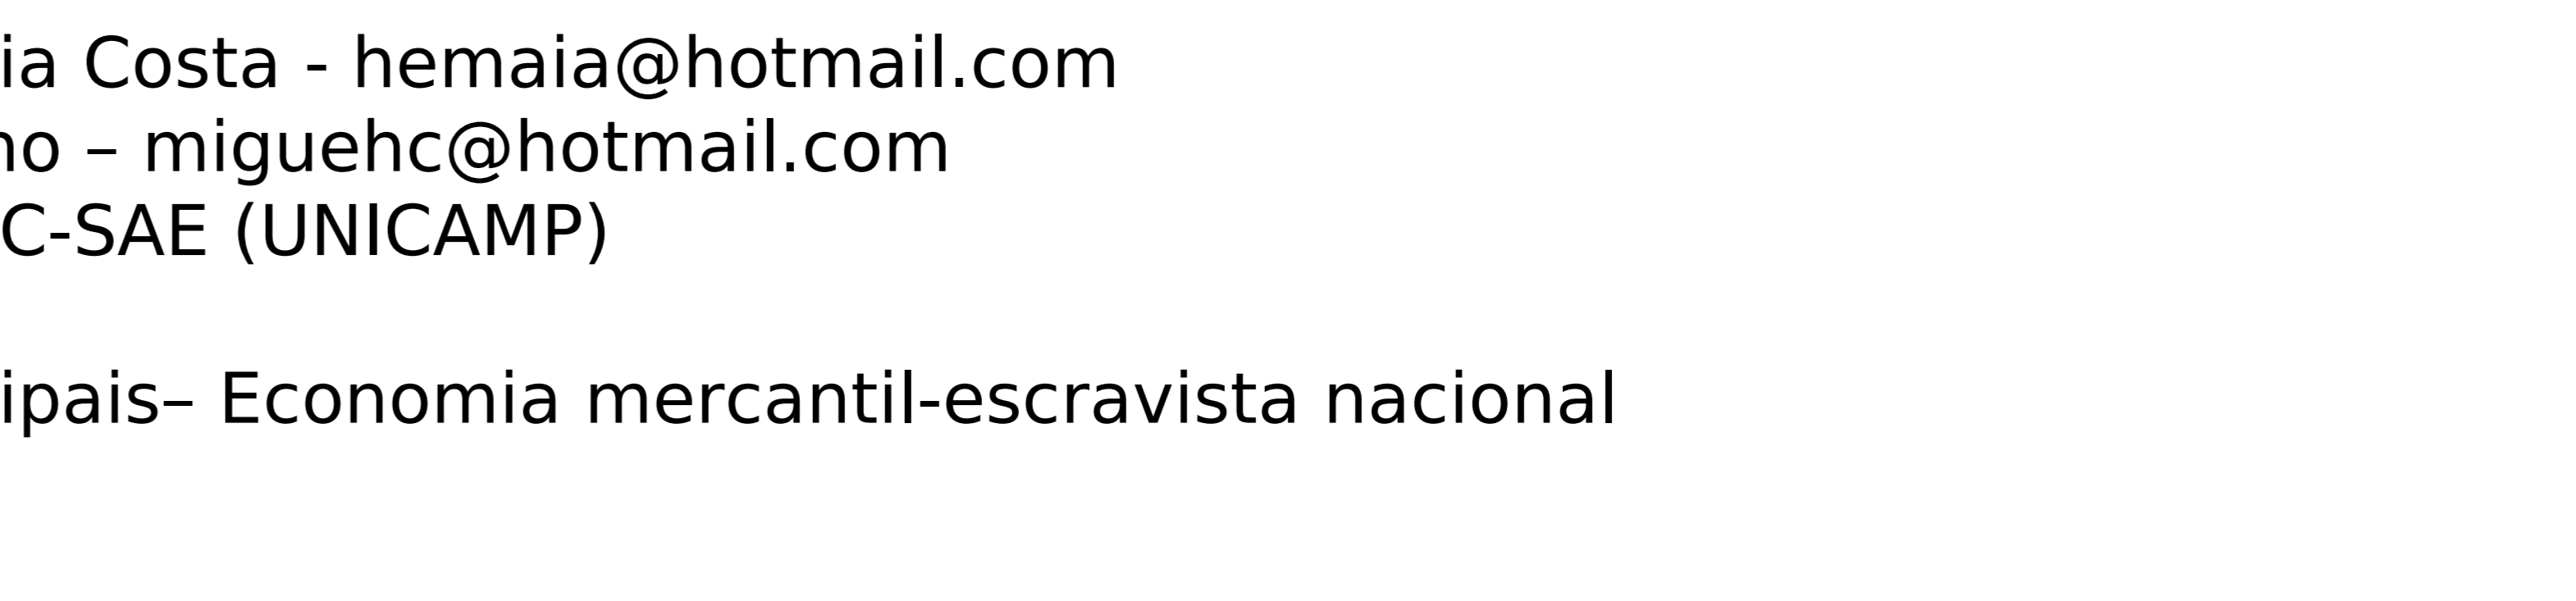 ia Costa - hemaia@hotmail.com
no – miguehc@hotmail.com
C-SAE (UNICAMP)
ipais– Economia mercantil-escravista nacional